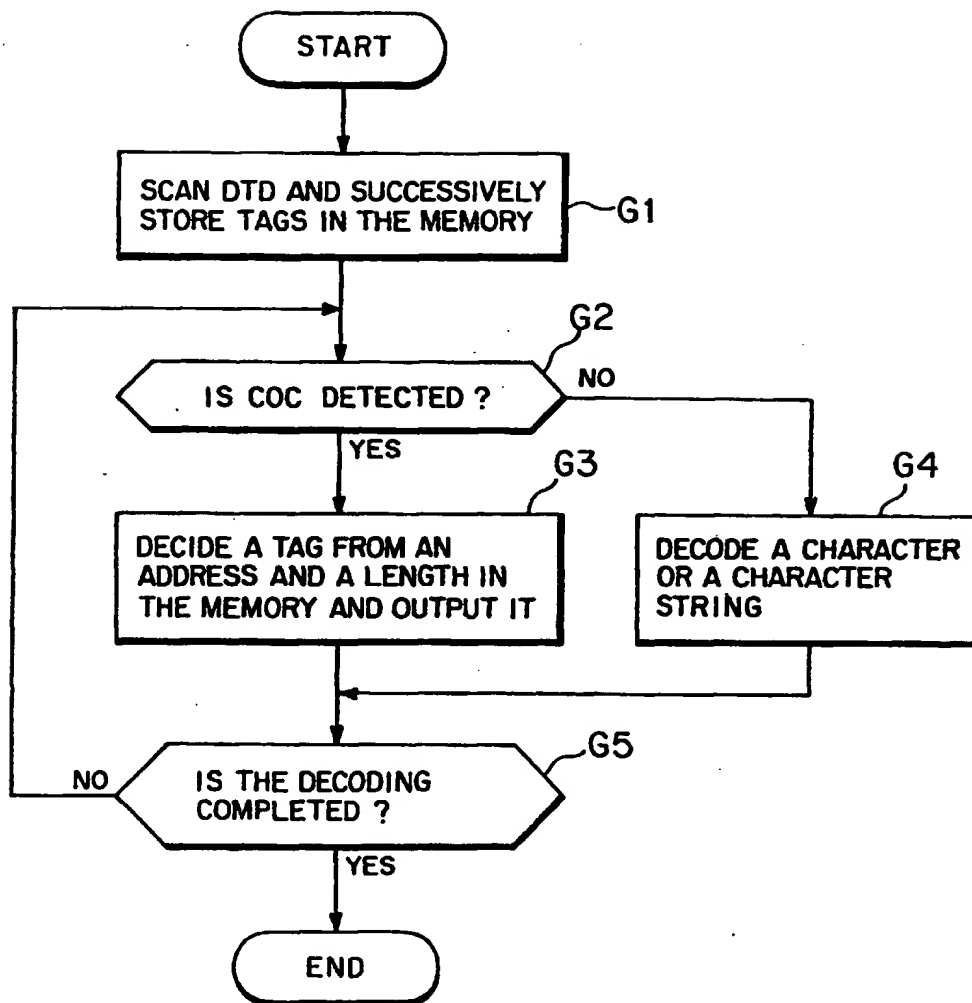 START
SCAN DTD AND SUCCESSIVELY
STORE TAGS IN THE MEMORY
G1
G2
IS COC DETECTED ?
NO
YES
G3
DECIDE A TAG FROM AN
ADDRESS AND A LENGTH IN
THE MEMORY AND OUTPUT IT
G4
DECODE A CHARACTER
OR A CHARACTER
STRING
G5
NO
IS THE DECODING
COMPLETED ?
YES
END